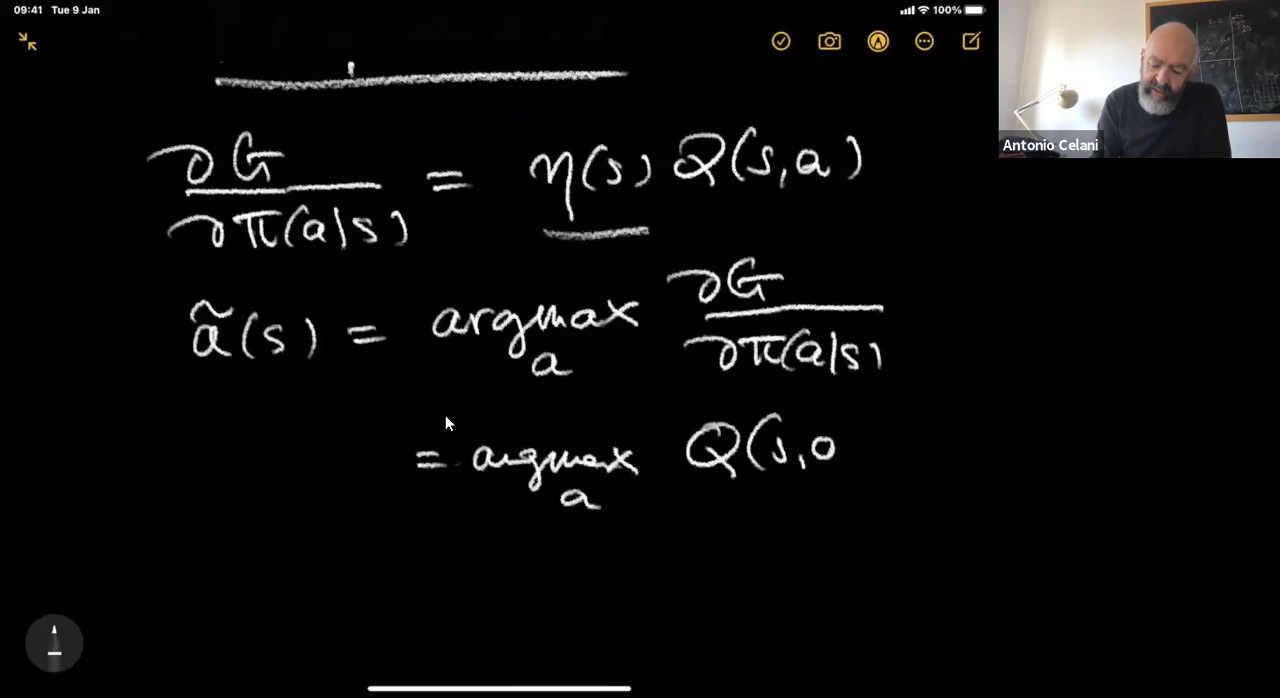 09:41 Tue 9 Jan 100%
Antonio Celani
∂G/∂π(a|s) = η(s) Q(s,a)
ã(s) = argmax_a ∂G/∂π(a|s)
= argmax_a Q(s,o